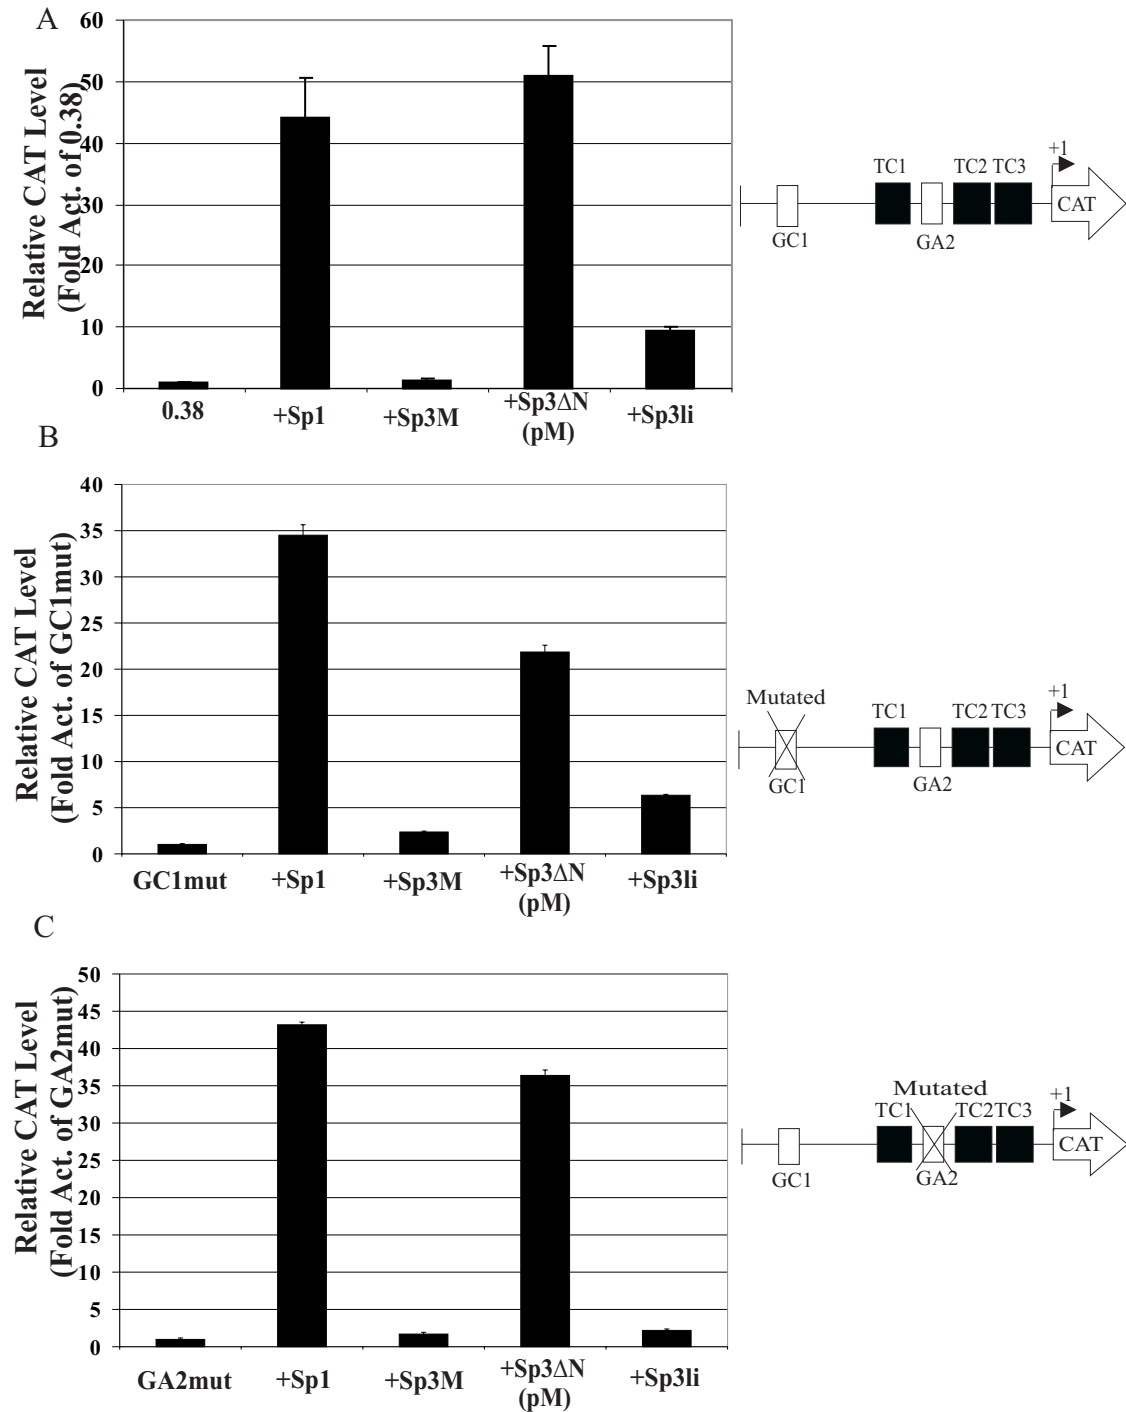 A
Relative CAT Level
(Fold Act. of 0.38)
60
50
40
30
20
10
0
0.38
+Sp1
+Sp3M
+Sp3ΔN
(pM)
+Sp3li
+1
TC1
TC2
TC3
CAT
GC1
GA2
B
Relative CAT Level
(Fold Act. of GC1mut)
40
35
30
25
20
15
10
5
0
GC1mut
+Sp1
+Sp3M
+Sp3ΔN
(pM)
+Sp3li
Mutated
+1
TC1
TC2
TC3
CAT
GC1
GA2
C
Relative CAT Level
(Fold Act. of GA2mut)
50
45
40
35
30
25
20
15
10
5
0
GA2mut
+Sp1
+Sp3M
+Sp3ΔN
(pM)
+Sp3li
Mutated
+1
TC1
TC2
TC3
CAT
GC1
GA2